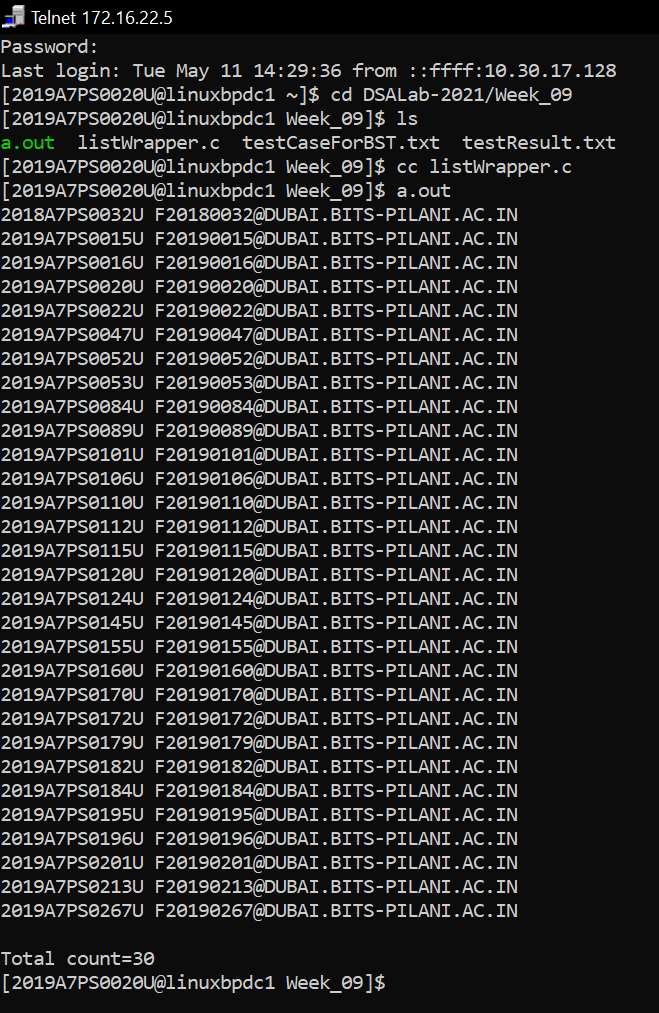 Telnet 172.16.22.5
Password:
Last login: Tue May 11 14:29:36 from ::ffff:10.30.17.128
[2019A7PS0020U@linuxbpdc1 ~]$ cd DSALab-2021/Week_09
[2019A7PS0020U@linuxbpdc1 Week_09]$ ls
a.out  listWrapper.c  testCaseForBST.txt  testResult.txt
[2019A7PS0020U@linuxbpdc1 Week_09]$ cc listWrapper.c
[2019A7PS0020U@linuxbpdc1 Week_09]$ a.out
2018A7PS0032U F20180032@DUBAI.BITS-PILANI.AC.IN
2019A7PS0015U F20190015@DUBAI.BITS-PILANI.AC.IN
2019A7PS0016U F20190016@DUBAI.BITS-PILANI.AC.IN
2019A7PS0020U F20190020@DUBAI.BITS-PILANI.AC.IN
2019A7PS0022U F20190022@DUBAI.BITS-PILANI.AC.IN
2019A7PS0047U F20190047@DUBAI.BITS-PILANI.AC.IN
2019A7PS0052U F20190052@DUBAI.BITS-PILANI.AC.IN
2019A7PS0053U F20190053@DUBAI.BITS-PILANI.AC.IN
2019A7PS0084U F20190084@DUBAI.BITS-PILANI.AC.IN
2019A7PS0089U F20190089@DUBAI.BITS-PILANI.AC.IN
2019A7PS0101U F20190101@DUBAI.BITS-PILANI.AC.IN
2019A7PS0106U F20190106@DUBAI.BITS-PILANI.AC.IN
2019A7PS0110U F20190110@DUBAI.BITS-PILANI.AC.IN
2019A7PS0112U F20190112@DUBAI.BITS-PILANI.AC.IN
2019A7PS0115U F20190115@DUBAI.BITS-PILANI.AC.IN
2019A7PS0120U F20190120@DUBAI.BITS-PILANI.AC.IN
2019A7PS0124U F20190124@DUBAI.BITS-PILANI.AC.IN
2019A7PS0145U F20190145@DUBAI.BITS-PILANI.AC.IN
2019A7PS0155U F20190155@DUBAI.BITS-PILANI.AC.IN
2019A7PS0160U F20190160@DUBAI.BITS-PILANI.AC.IN
2019A7PS0170U F20190170@DUBAI.BITS-PILANI.AC.IN
2019A7PS0172U F20190172@DUBAI.BITS-PILANI.AC.IN
2019A7PS0179U F20190179@DUBAI.BITS-PILANI.AC.IN
2019A7PS0182U F20190182@DUBAI.BITS-PILANI.AC.IN
2019A7PS0184U F20190184@DUBAI.BITS-PILANI.AC.IN
2019A7PS0195U F20190195@DUBAI.BITS-PILANI.AC.IN
2019A7PS0196U F20190196@DUBAI.BITS-PILANI.AC.IN
2019A7PS0201U F20190201@DUBAI.BITS-PILANI.AC.IN
2019A7PS0213U F20190213@DUBAI.BITS-PILANI.AC.IN
2019A7PS0267U F20190267@DUBAI.BITS-PILANI.AC.IN
Total count=30
[2019A7PS0020U@linuxbpdc1 Week_09]$